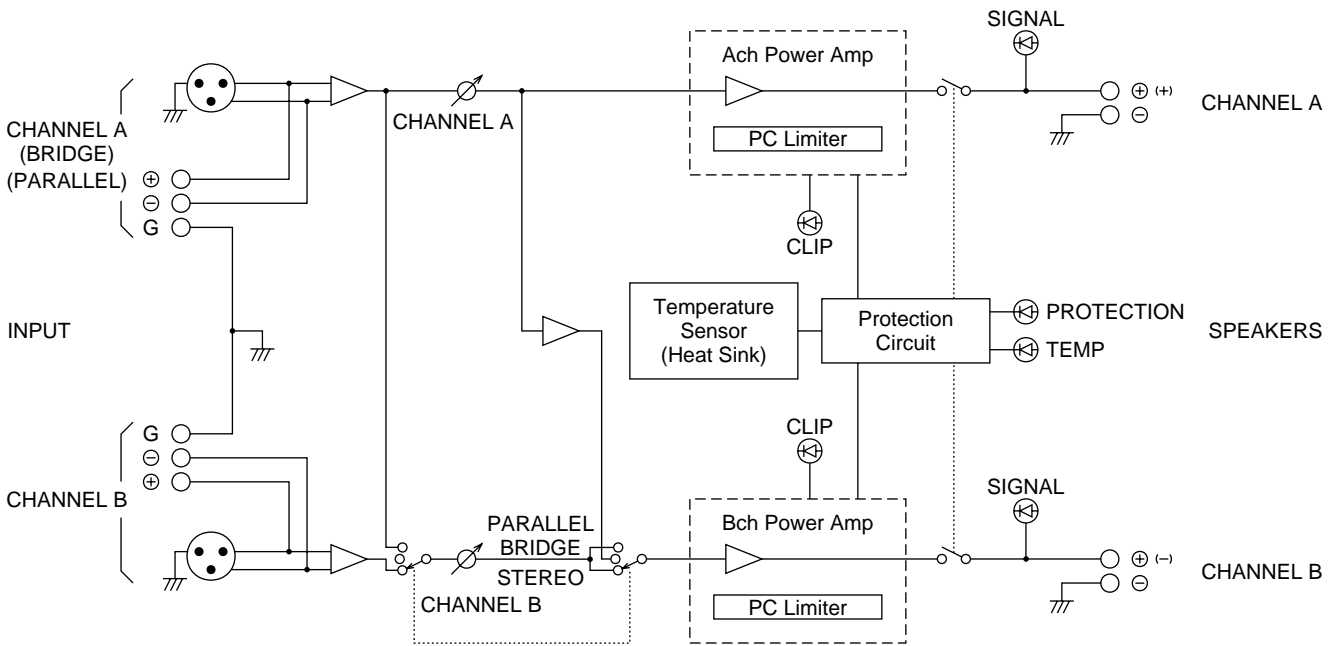 SIGNAL
Ach Power Amp
PC Limiter
CLIP
CHANNEL A
(BRIDGE)
(PARALLEL)
⊕
⊖
G
CHANNEL A
⊕ (+)
⊖
CHANNEL A
INPUT
Temperature
Sensor
(Heat Sink)
Protection
Circuit
PROTECTION
TEMP
SPEAKERS
G
⊖
⊕
CHANNEL B
PARALLEL
BRIDGE
STEREO
CHANNEL B
CLIP
Bch Power Amp
PC Limiter
SIGNAL
⊕ (−)
⊖
CHANNEL B